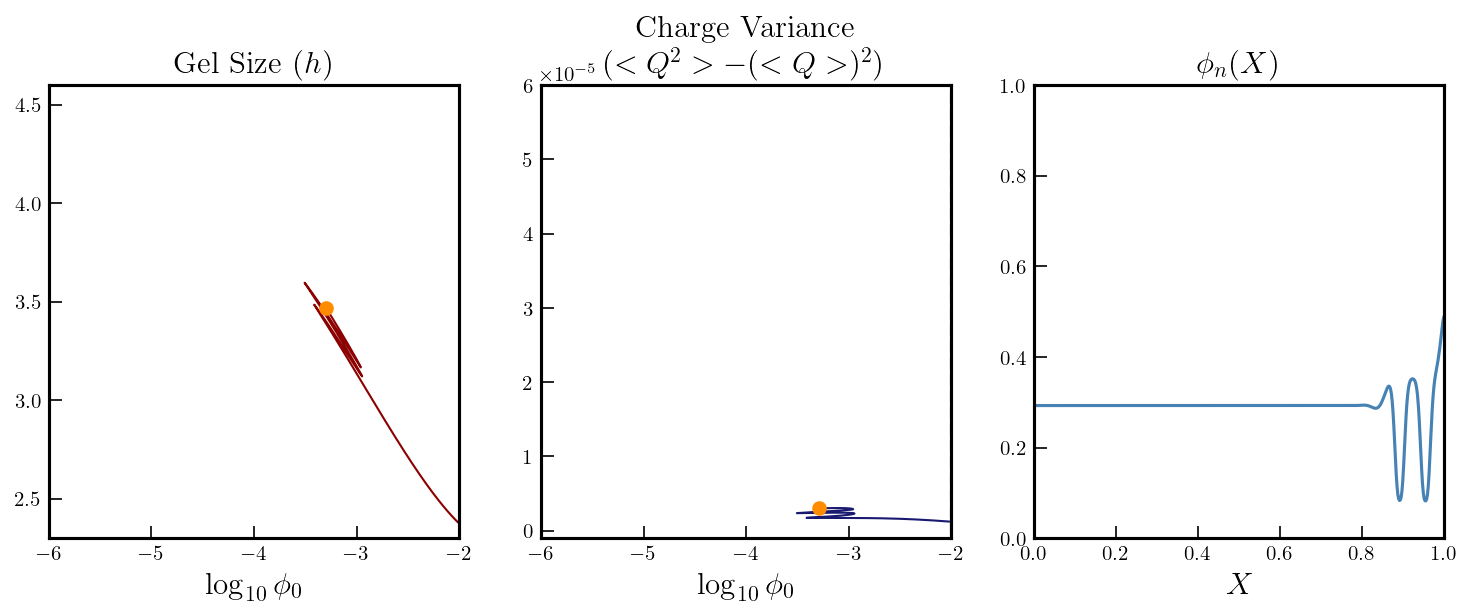 Gel Size (h)
4.5
4.0
3.5
3.0
2.5
−6 −5 −4 −3 −2
log₁₀ ϕ₀
Charge Variance
(< Q² > −(< Q >)²)
×10⁻⁵
6
5
4
3
2
1
0
−6 −5 −4 −3 −2
log₁₀ ϕ₀
ϕₙ(X)
1.0
0.8
0.6
0.4
0.2
0.0
0.0 0.2 0.4 0.6 0.8 1.0
X